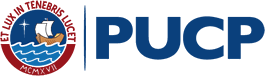 ET LUX IN TENEBRIS LUCET
MCMXVII
PUCP